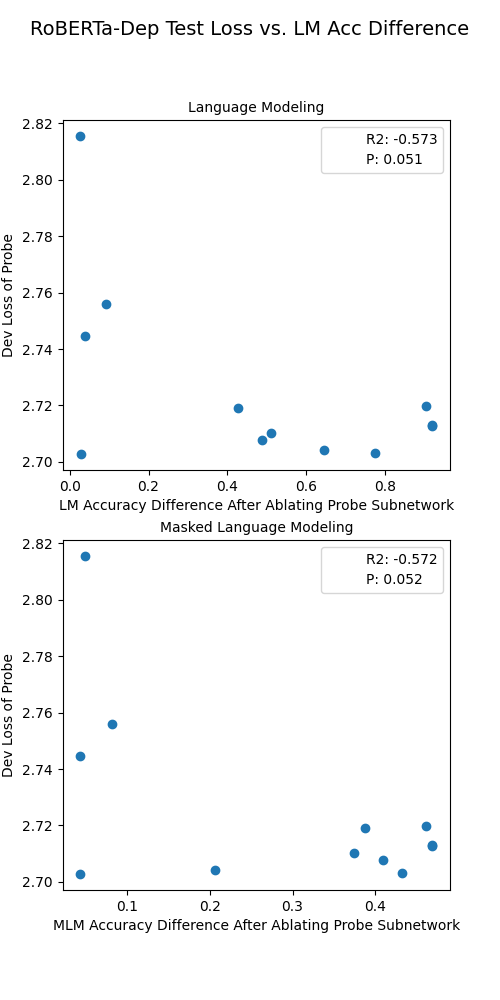 RoBERTa-Dep Test Loss vs. LM Acc Difference
Language Modeling
R2: -0.573
P: 0.051
2.82
2.80
2.78
2.76
2.74
2.72
2.70
Dev Loss of Probe
0.0 0.2 0.4 0.6 0.8
LM Accuracy Difference After Ablating Probe Subnetwork
Masked Language Modeling
R2: -0.572
P: 0.052
2.82
2.80
2.78
2.76
2.74
2.72
2.70
Dev Loss of Probe
0.1 0.2 0.3 0.4
MLM Accuracy Difference After Ablating Probe Subnetwork